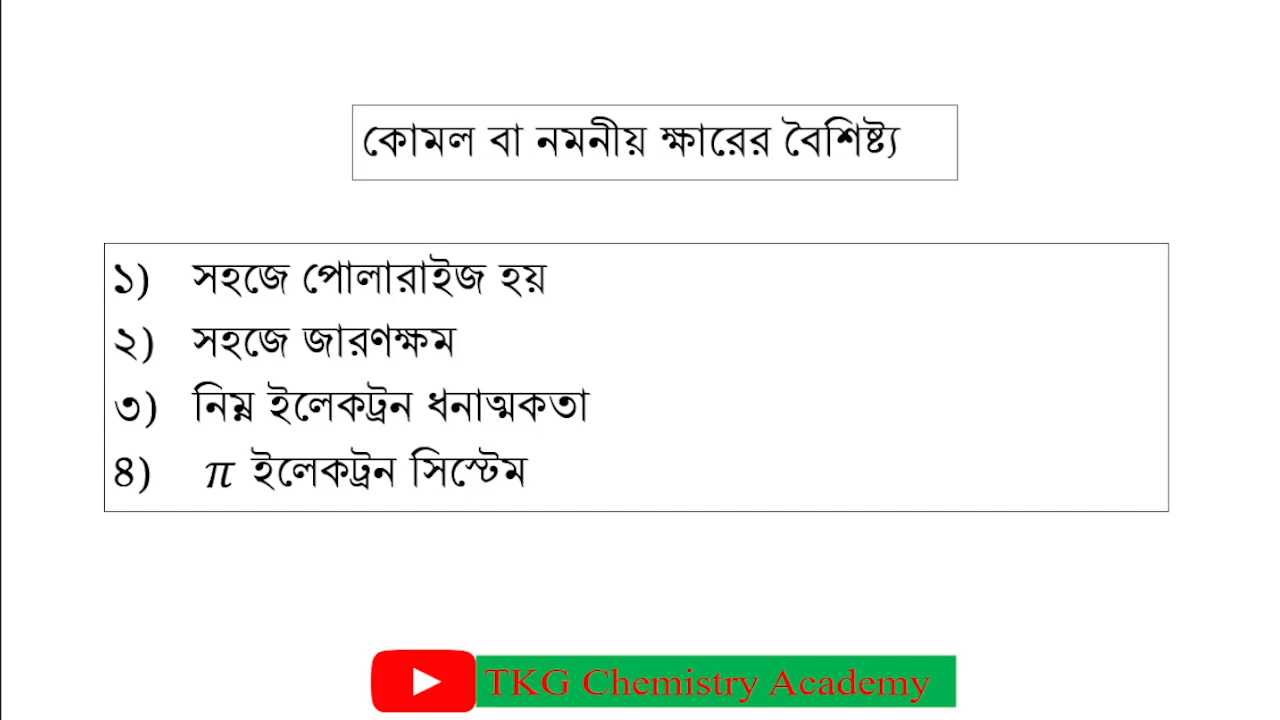 কোমল বা নমনীয় ক্ষারের বৈশিষ্ট্য
১) সহজে পোলারাইজ হয়
২) সহজে জারণক্ষম
৩) নিম্ন ইলেকট্রন ধনাত্মকতা
৪) π ইলেকট্রন সিস্টেম
TKG Chemistry Academy